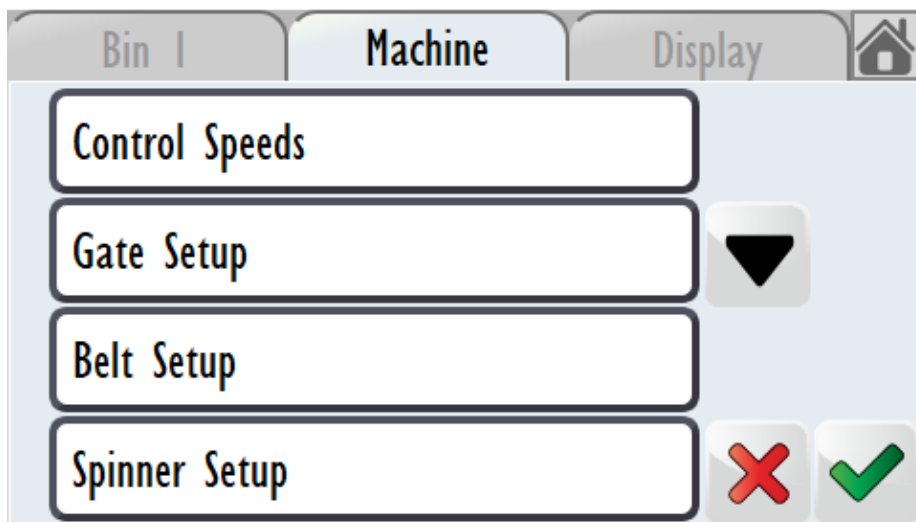 Bin 1 Machine Display
Control Speeds
Gate Setup
Belt Setup
Spinner Setup